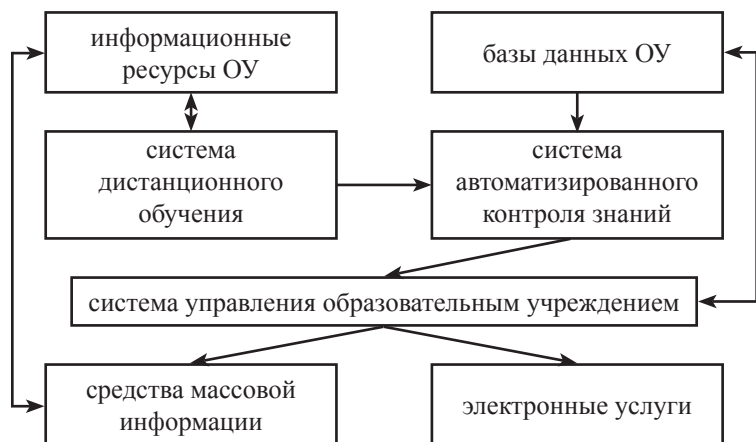 информационные
ресурсы ОУ
базы данных ОУ
система
дистанционного
обучения
система
автоматизированного
контроля знаний
система управления образовательным учреждением
средства массовой
информации
электронные услуги